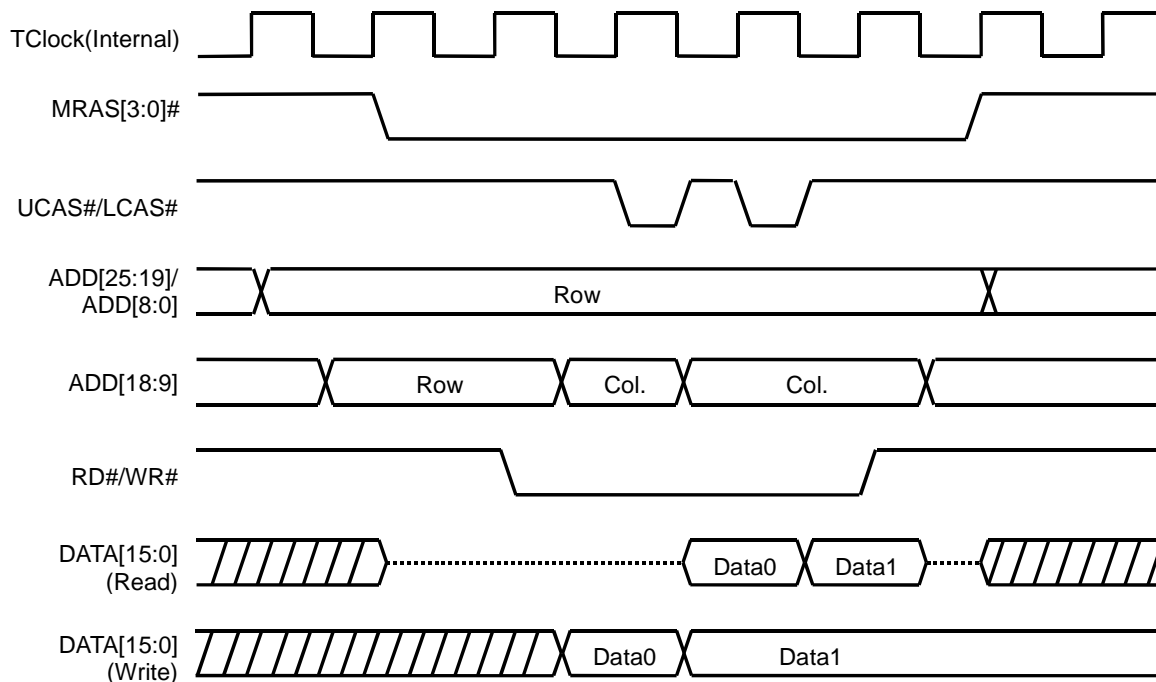 TClock(Internal)
MRAS[3:0]#
UCAS#/LCAS#
ADD[25:19]/
ADD[8:0]
Row
ADD[18:9]
Row
Col.
Col.
RD#/WR#
DATA[15:0]
(Read)
Data0
Data1
DATA[15:0]
(Write)
Data0
Data1